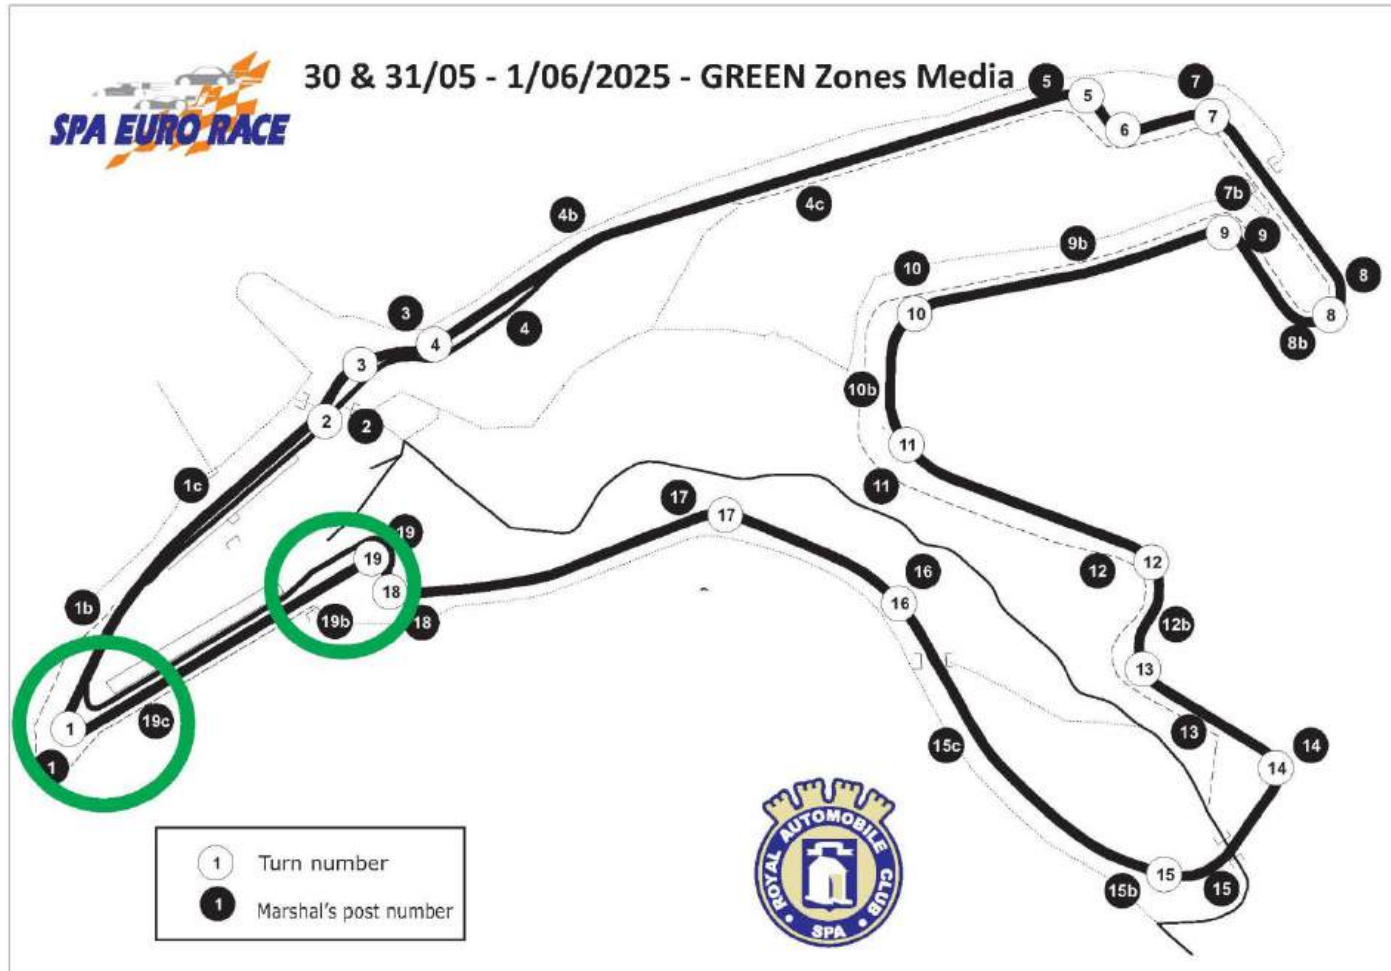 30 & 31/05 - 1/06/2025 - GREEN Zones Media
SPA EURO RACE
5
5
7
7
6
4b
4c
7b
9
9
9b
10
8
10
8
8b
3
4
4
3
2
2
10b
11
11
1c
17
17
12
12
19
19
18
18
19b
16
16
12b
13
13
1b
1
1
19c
15c
14
14
15
15
15b
1 Turn number
1 Marshal's post number
ROYAL AUTOMOBILE CLUB
SPA